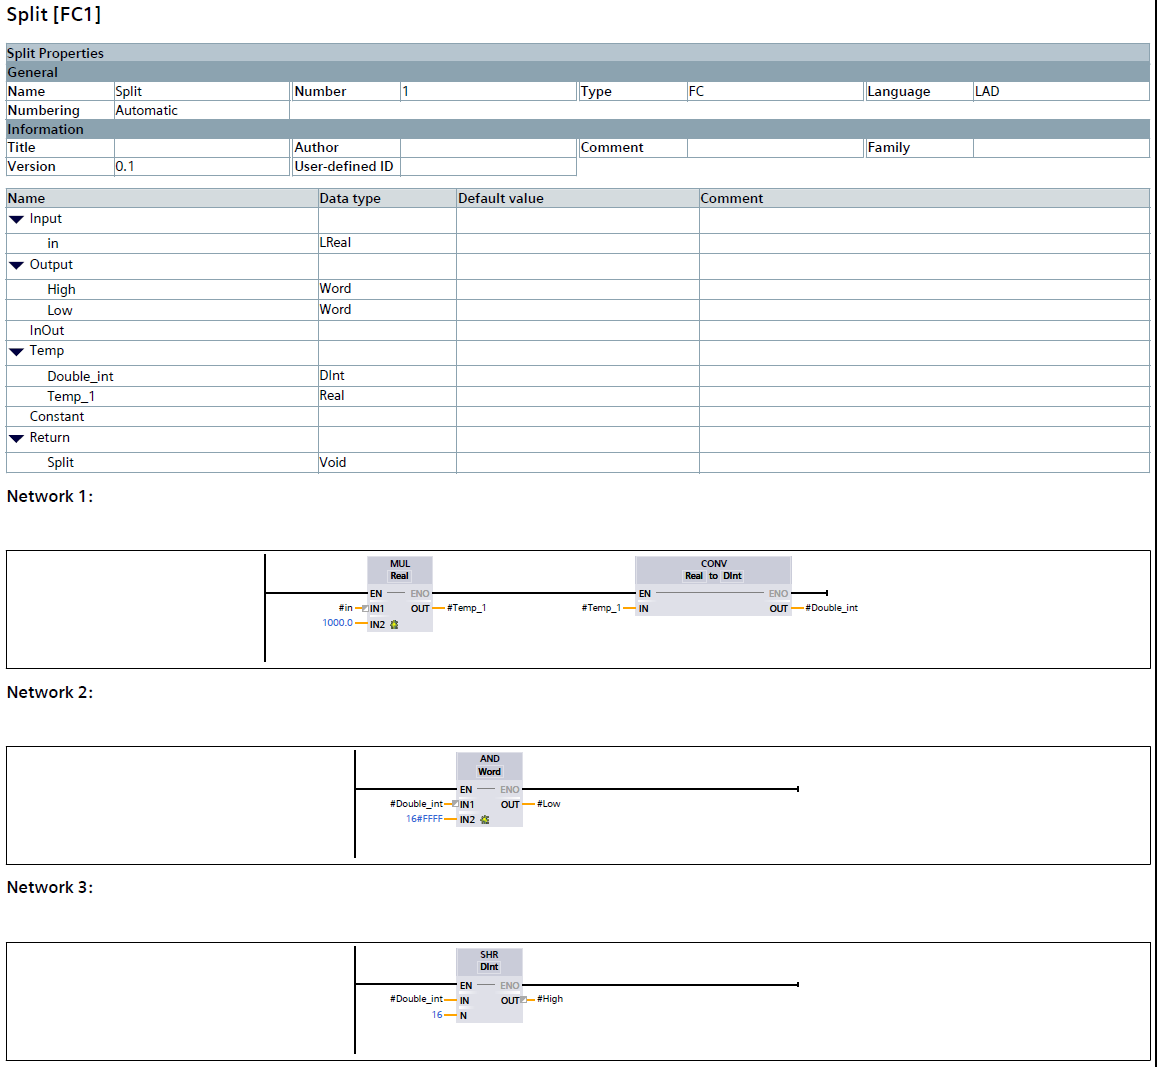 Split [FC1]
Split Properties
General
Name Split Number 1 Type FC Language LAD
Numbering Automatic
Information
Title Author Comment Family
Version 0.1 User-defined ID
Name Data type Default value Comment
Input
in LReal
Output
High Word
Low Word
InOut
Temp
Double_int DInt
Temp_1 Real
Constant
Return
Split Void
Network 1:
MUL CONV
Real Real to DInt
EN ENO EN ENO
#in IN1 OUT #Temp_1 #Temp_1 IN OUT #Double_int
1000.0 IN2
Network 2:
AND
Word
EN ENO
#Double_int IN1 OUT #Low
16#FFFF IN2
Network 3:
SHR
DInt
EN ENO
#Double_int IN OUT #High
16 N